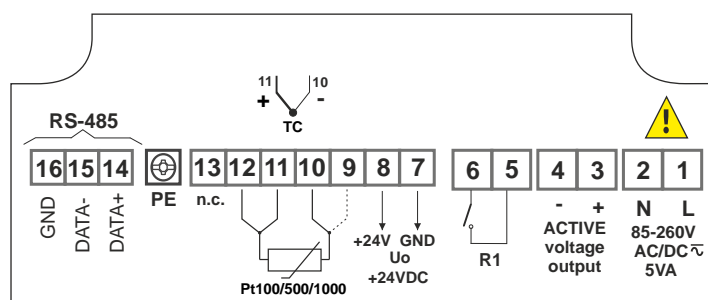 11 10
+ -
TC
RS-485
16 15 14 PE 13 12 11 10 9 8 7 6 5 4 3 2 1
GND
DATA-
DATA+
n.c.
Pt100/500/1000
+24V GND
Uo
+24VDC
R1
- +
ACTIVE
voltage
output
N L
85-260V
AC/DC
5VA